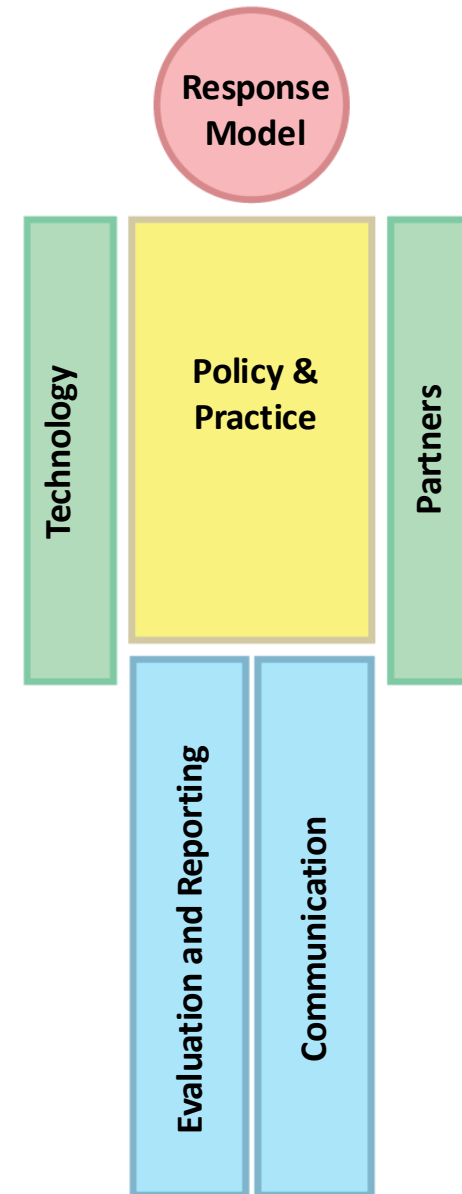 Response
Model
Technology
Policy &
Practice
Partners
Evaluation and Reporting
Communication